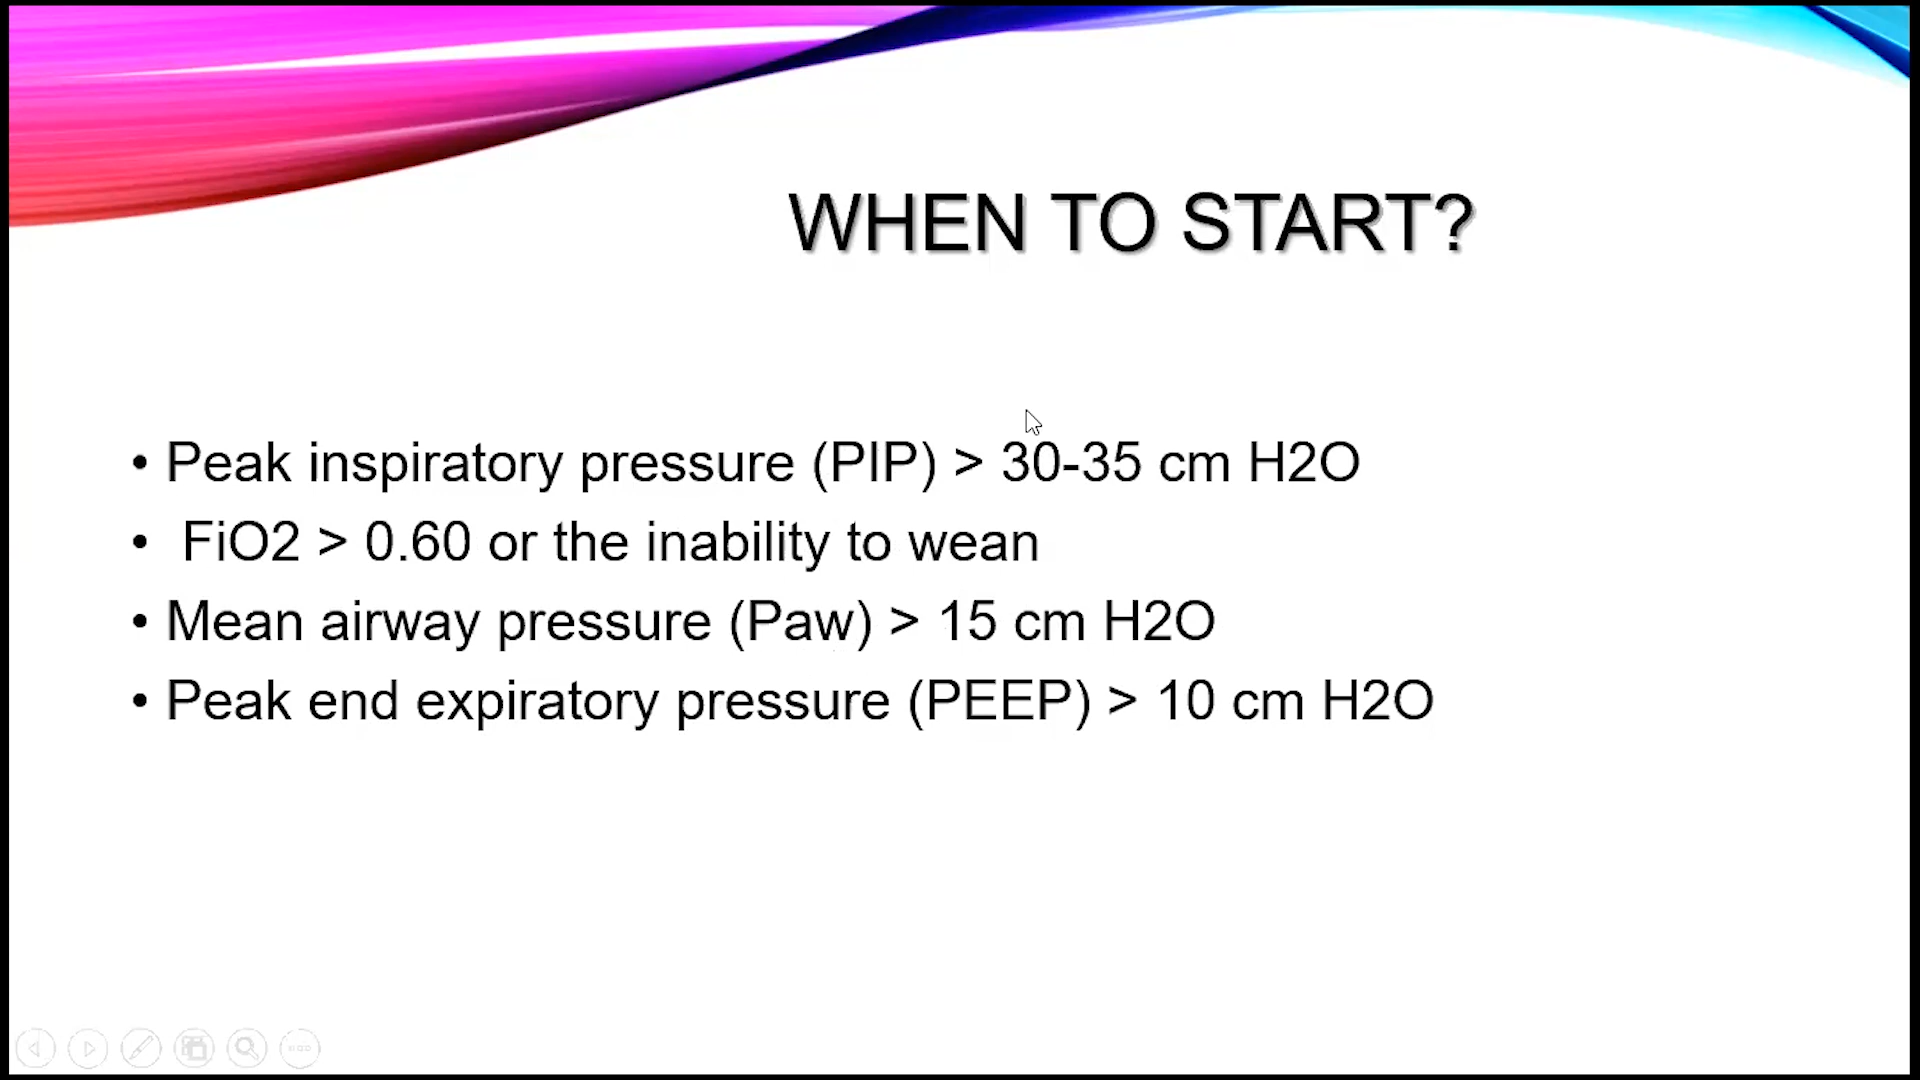 WHEN TO START?
• Peak inspiratory pressure (PIP) > 30-35 cm H2O
• FiO2 > 0.60 or the inability to wean
• Mean airway pressure (Paw) > 15 cm H2O
• Peak end expiratory pressure (PEEP) > 10 cm H2O